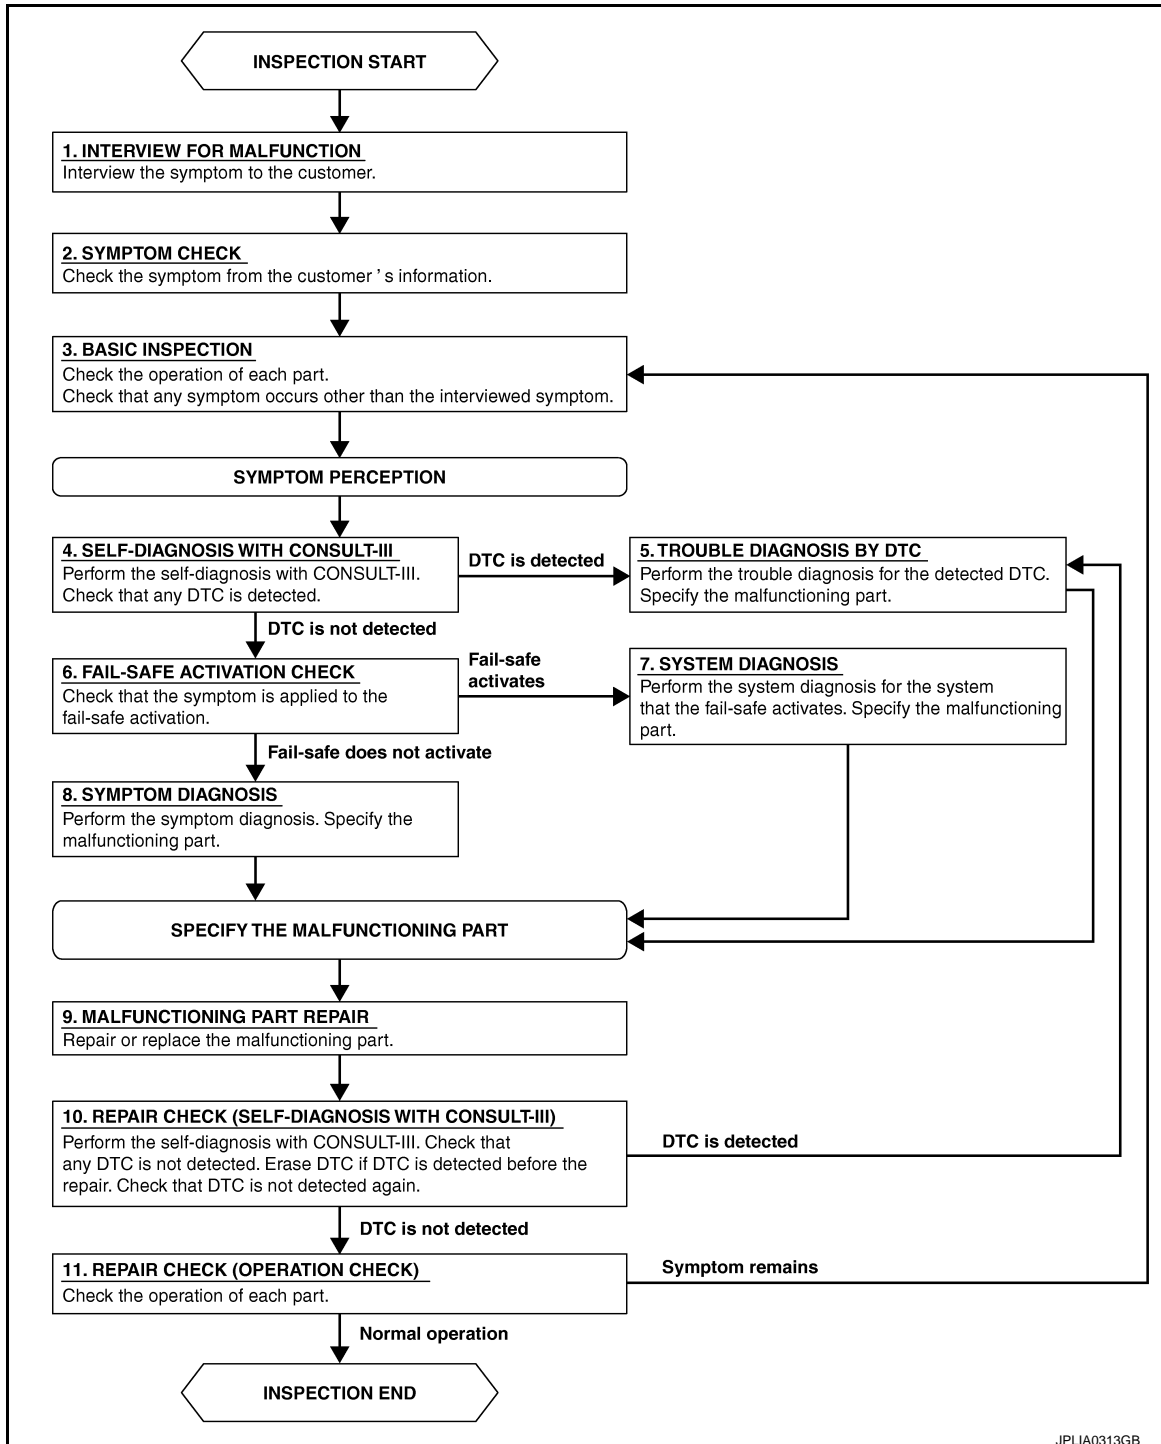 INSPECTION START
1. INTERVIEW FOR MALFUNCTION
Interview the symptom to the customer.
2. SYMPTOM CHECK
Check the symptom from the customer ’ s information.
3. BASIC INSPECTION
Check the operation of each part.
Check that any symptom occurs other than the interviewed symptom.
SYMPTOM PERCEPTION
4. SELF-DIAGNOSIS WITH CONSULT-III
Perform the self-diagnosis with CONSULT-III.
Check that any DTC is detected.
DTC is detected
5. TROUBLE DIAGNOSIS BY DTC
Perform the trouble diagnosis for the detected DTC.
Specify the malfunctioning part.
DTC is not detected
6. FAIL-SAFE ACTIVATION CHECK
Check that the symptom is applied to the
fail-safe activation.
Fail-safe
activates
7. SYSTEM DIAGNOSIS
Perform the system diagnosis for the system
that the fail-safe activates. Specify the malfunctioning
part.
Fail-safe does not activate
8. SYMPTOM DIAGNOSIS
Perform the symptom diagnosis. Specify the
malfunctioning part.
SPECIFY THE MALFUNCTIONING PART
9. MALFUNCTIONING PART REPAIR
Repair or replace the malfunctioning part.
10. REPAIR CHECK (SELF-DIAGNOSIS WITH CONSULT-III)
Perform the self-diagnosis with CONSULT-III. Check that
any DTC is not detected. Erase DTC if DTC is detected before the
repair. Check that DTC is not detected again.
DTC is detected
DTC is not detected
11. REPAIR CHECK (OPERATION CHECK)
Check the operation of each part.
Symptom remains
Normal operation
INSPECTION END
JPLIA0313GB